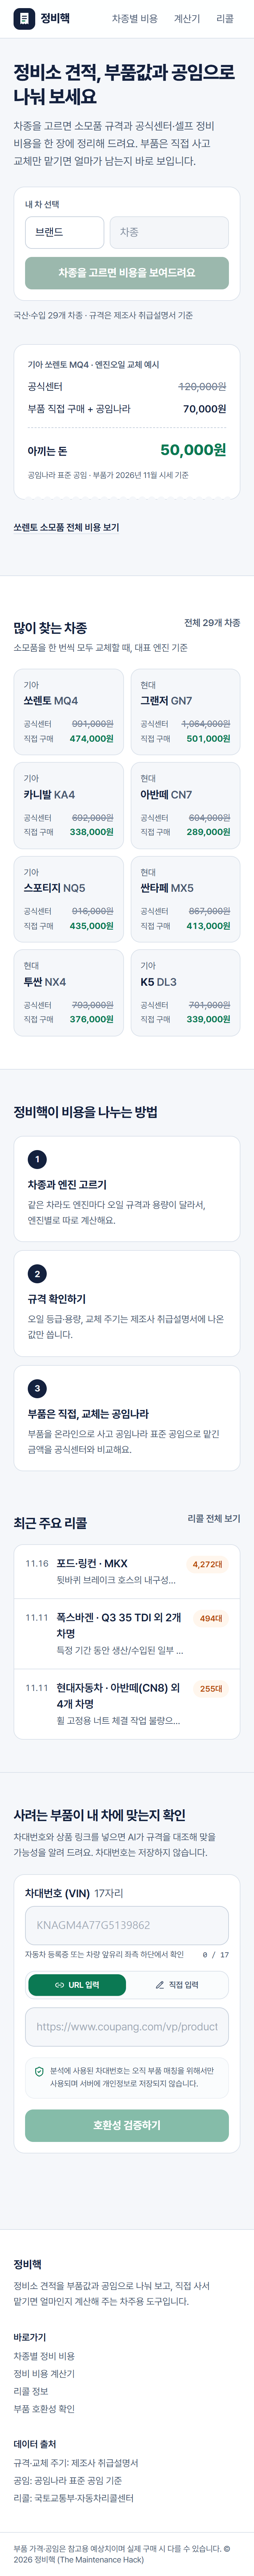 정비핵
차종별 비용 계산기 리콜
정비소 견적, 부품값과 공임으로
나눠 보세요
차종을 고르면 소모품 규격과 공식센터·셀프 정비
비용을 한 장에 정리해 드려요. 부품은 직접 사고
교체만 맡기면 얼마가 남는지 바로 보입니다.
내 차 선택
브랜드 차종
차종을 고르면 비용을 보여드려요
국산·수입 29개 차종 · 규격은 제조사 취급설명서 기준
기아 쏘렌토 MQ4 · 엔진오일 교체 예시
공식센터 120,000원
부품 직접 구매 + 공임나라 70,000원
아끼는 돈 50,000원
공임나라 표준 공임 · 부품가 2026년 11월 시세 기준
쏘렌토 소모품 전체 비용 보기
많이 찾는 차종 전체 29개 차종
소모품을 한 번씩 모두 교체할 때, 대표 엔진 기준
기아
쏘렌토 MQ4
공식센터 991,000원
직접 구매 474,000원
현대
그랜저 GN7
공식센터 1,064,000원
직접 구매 501,000원
기아
카니발 KA4
공식센터 692,000원
직접 구매 338,000원
현대
아반떼 CN7
공식센터 604,000원
직접 구매 289,000원
기아
스포티지 NQ5
공식센터 916,000원
직접 구매 435,000원
현대
싼타페 MX5
공식센터 867,000원
직접 구매 413,000원
현대
투싼 NX4
공식센터 793,000원
직접 구매 376,000원
기아
K5 DL3
공식센터 701,000원
직접 구매 339,000원
정비핵이 비용을 나누는 방법
1
차종과 엔진 고르기
같은 차라도 엔진마다 오일 규격과 용량이 달라서,
엔진별로 따로 계산해요.
2
규격 확인하기
오일 등급·용량, 교체 주기는 제조사 취급설명서에 나온
값만 씁니다.
3
부품은 직접, 교체는 공임나라
부품을 온라인으로 사고 공임나라 표준 공임으로 맡긴
금액을 공식센터와 비교해요.
최근 주요 리콜 리콜 전체 보기
11.16 포드·링컨 · MKX 4,272대
뒷바퀴 브레이크 호스의 내구성...
11.11 폭스바겐 · Q3 35 TDI 외 2개 494대
차명
특정 기간 동안 생산/수입된 일부 ...
11.11 현대자동차 · 아반떼(CN8) 외 255대
4개 차명
휠 고정용 너트 체결 작업 불량으...
사려는 부품이 내 차에 맞는지 확인
차대번호와 상품 링크를 넣으면 AI가 규격을 대조해 맞을
가능성을 알려 드려요. 차대번호는 저장하지 않습니다.
차대번호 (VIN) 17자리
KNAGM4A77G5139862
자동차 등록증 또는 차량 앞유리 좌측 하단에서 확인 0 / 17
URL 입력 직접 입력
https://www.coupang.com/vp/product
분석에 사용된 차대번호는 오직 부품 매칭을 위해서만
사용되며 서버에 개인정보로 저장되지 않습니다.
호환성 검증하기
정비핵
정비소 견적을 부품값과 공임으로 나눠 보고, 직접 사서
맡기면 얼마인지 계산해 주는 차주용 도구입니다.
바로가기
차종별 정비 비용
정비 비용 계산기
리콜 정보
부품 호환성 확인
데이터 출처
규격·교체 주기: 제조사 취급설명서
공임: 공임나라 표준 공임 기준
리콜: 국토교통부·자동차리콜센터
부품 가격·공임은 참고용 예상치이며 실제 구매 시 다를 수 있습니다. ©
2026 정비핵 (The Maintenance Hack)